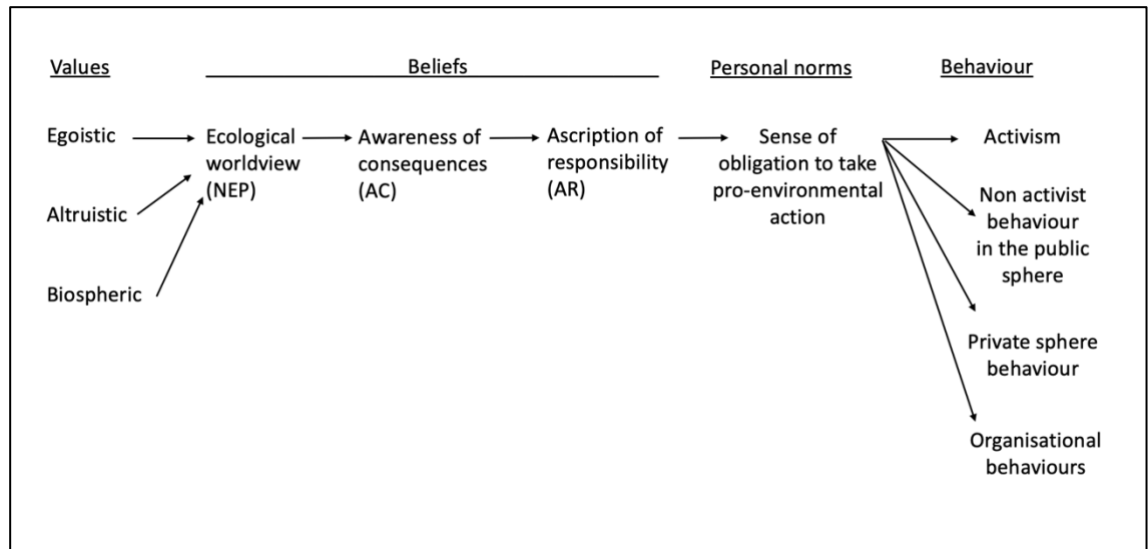 Values
Beliefs
Personal norms
Behaviour
Egoistic
Altruistic
Biospheric
Ecological
worldview
(NEP)
Awareness of
consequences
(AC)
Ascription of
responsibility
(AR)
Sense of
obligation to take
pro-environmental
action
Activism
Non activist
behaviour
in the public
sphere
Private sphere
behaviour
Organisational
behaviours